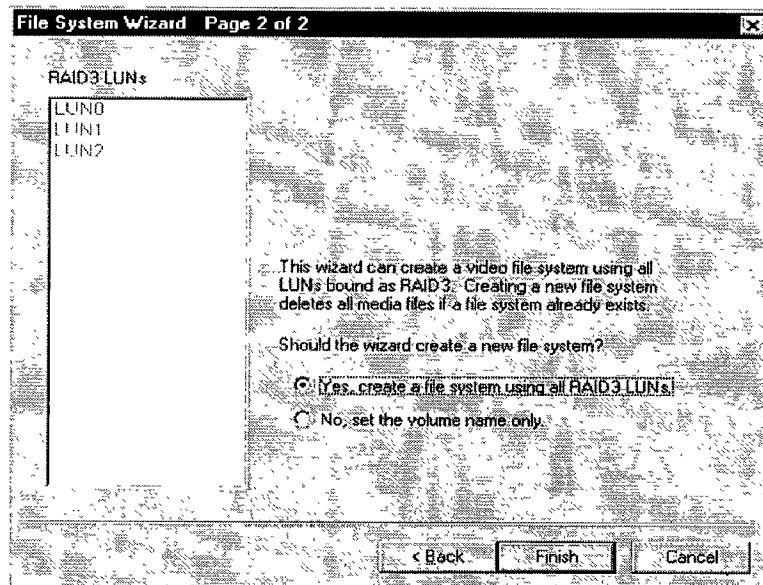 File System Wizard Page 2 of 2
RAID3 LUNs
LUN0
LUN1
LUN2
This wizard can create a video file system using all
LUNs bound as RAID3. Creating a new file system
deletes all media files if a file system already exists.
Should the wizard create a new file system?
Yes, create a file system using all RAID3 LUNs.
No, set the volume name only.
< Back
Finish
Cancel